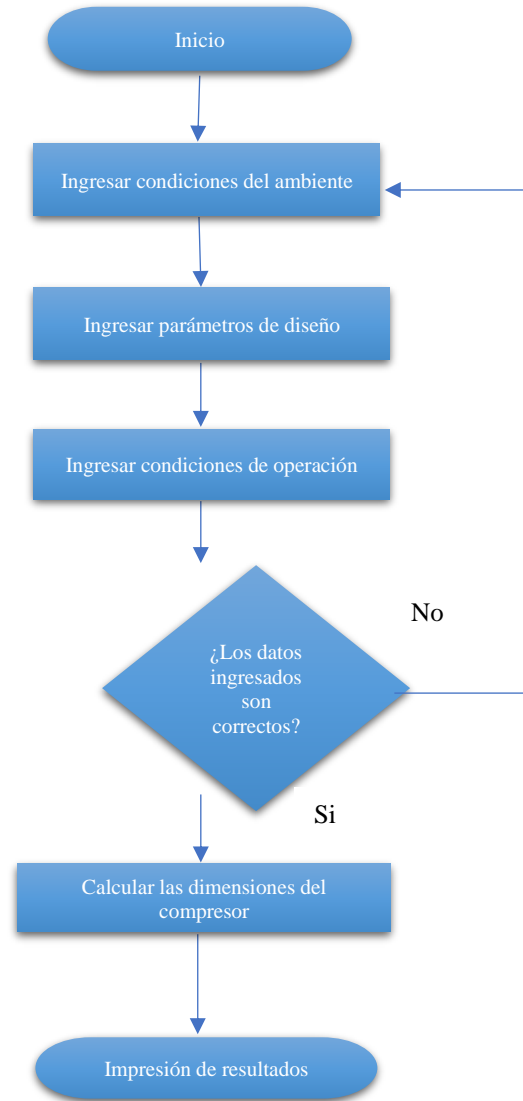 Inicio
Ingresar condiciones del ambiente
Ingresar parámetros de diseño
Ingresar condiciones de operación
No
¿Los datos
ingresados
son
correctos?
Si
Calcular las dimensiones del
compresor
Impresión de resultados